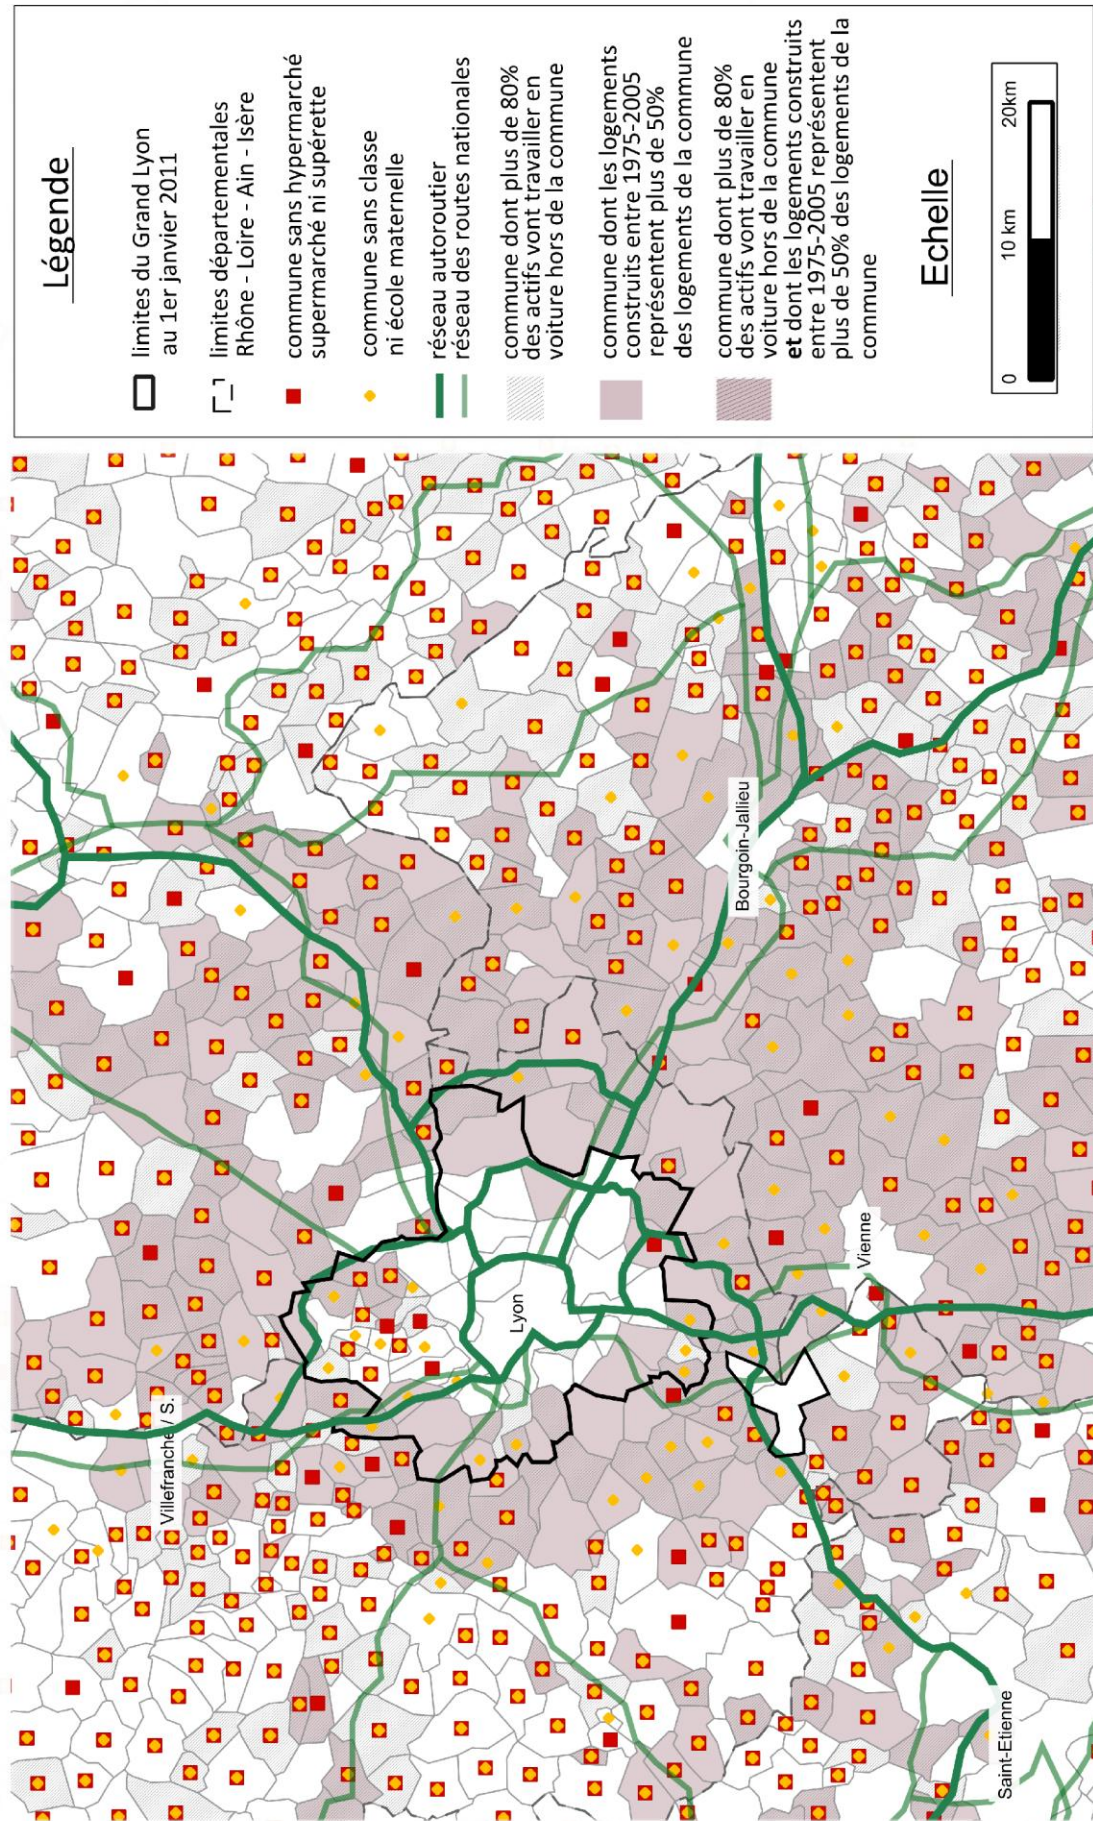 Légende
limites du Grand Lyon
au 1er janvier 2011
limites départementales
Rhône - Loire - Ain - Isère
commune sans hypermarché
supermarché ni supérette
commune sans classe
ni école maternelle
réseau autoroutier
réseau des routes nationales
commune dont plus de 80%
des actifs vont travailler en
voiture hors de la commune
commune dont les logements
construits entre 1975-2005
représentent plus de 50%
des logements de la commune
commune dont plus de 80%
des actifs vont travailler en
voiture hors de la commune
et dont les logements construits
entre 1975-2005 représentent
plus de 50% des logements de la
commune
Echelle
0 10 km 20km
Villefranche / S.
Lyon
Bourgoin-Jallieu
Vienne
Saint-Etienne